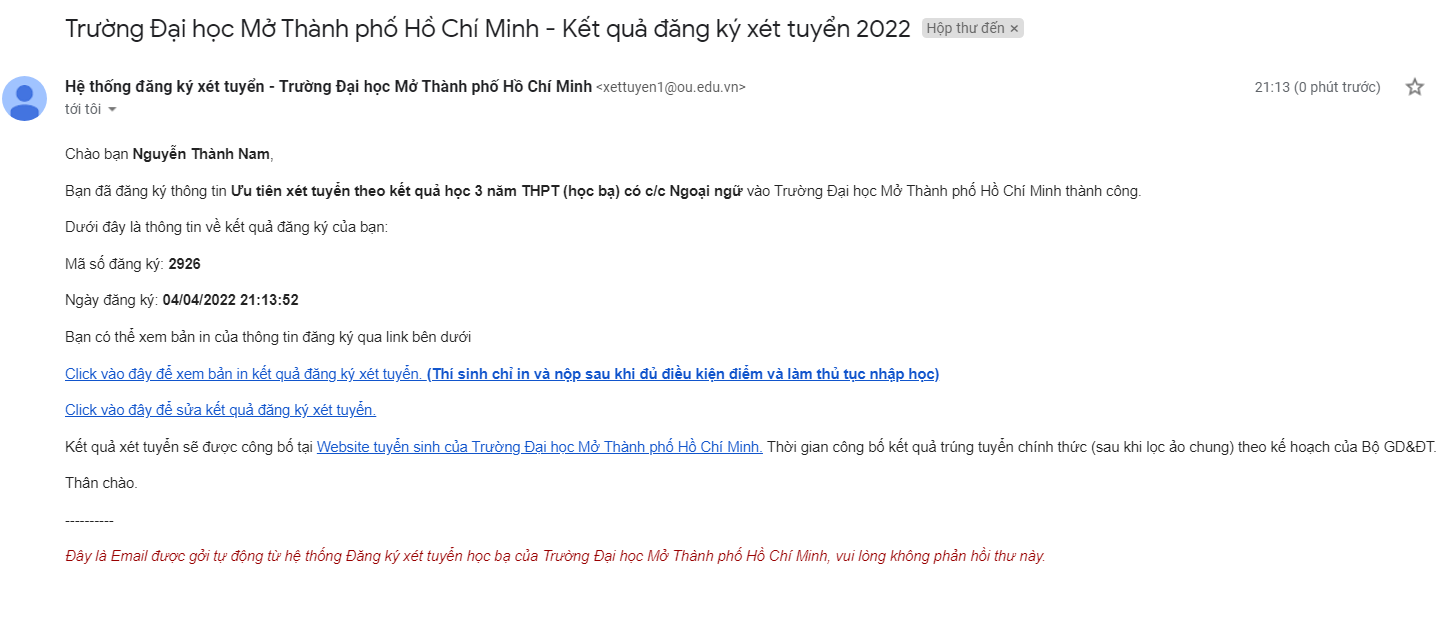 Trường Đại học Mở Thành phố Hồ Chí Minh - Kết quả đăng ký xét tuyển 2022 Hộp thư đến ×
Hệ thống đăng ký xét tuyển - Trường Đại học Mở Thành phố Hồ Chí Minh <xettuyen1@ou.edu.vn> 21:13 (0 phút trước)
tới tôi
Chào bạn Nguyễn Thành Nam,
Bạn đã đăng ký thông tin Ưu tiên xét tuyển theo kết quả học 3 năm THPT (học bạ) có c/c Ngoại ngữ vào Trường Đại học Mở Thành phố Hồ Chí Minh thành công.
Dưới đây là thông tin về kết quả đăng ký của bạn:
Mã số đăng ký: 2926
Ngày đăng ký: 04/04/2022 21:13:52
Bạn có thể xem bản in của thông tin đăng ký qua link bên dưới
Click vào đây để xem bản in kết quả đăng ký xét tuyển. (Thí sinh chỉ in và nộp sau khi đủ điều kiện điểm và làm thủ tục nhập học)
Click vào đây để sửa kết quả đăng ký xét tuyển.
Kết quả xét tuyển sẽ được công bố tại Website tuyển sinh của Trường Đại học Mở Thành phố Hồ Chí Minh. Thời gian công bố kết quả trúng tuyển chính thức (sau khi lọc ảo chung) theo kế hoạch của Bộ GD&ĐT.
Thân chào.
----------
Đây là Email được gởi tự động từ hệ thống Đăng ký xét tuyển học bạ của Trường Đại học Mở Thành phố Hồ Chí Minh, vui lòng không phản hồi thư này.